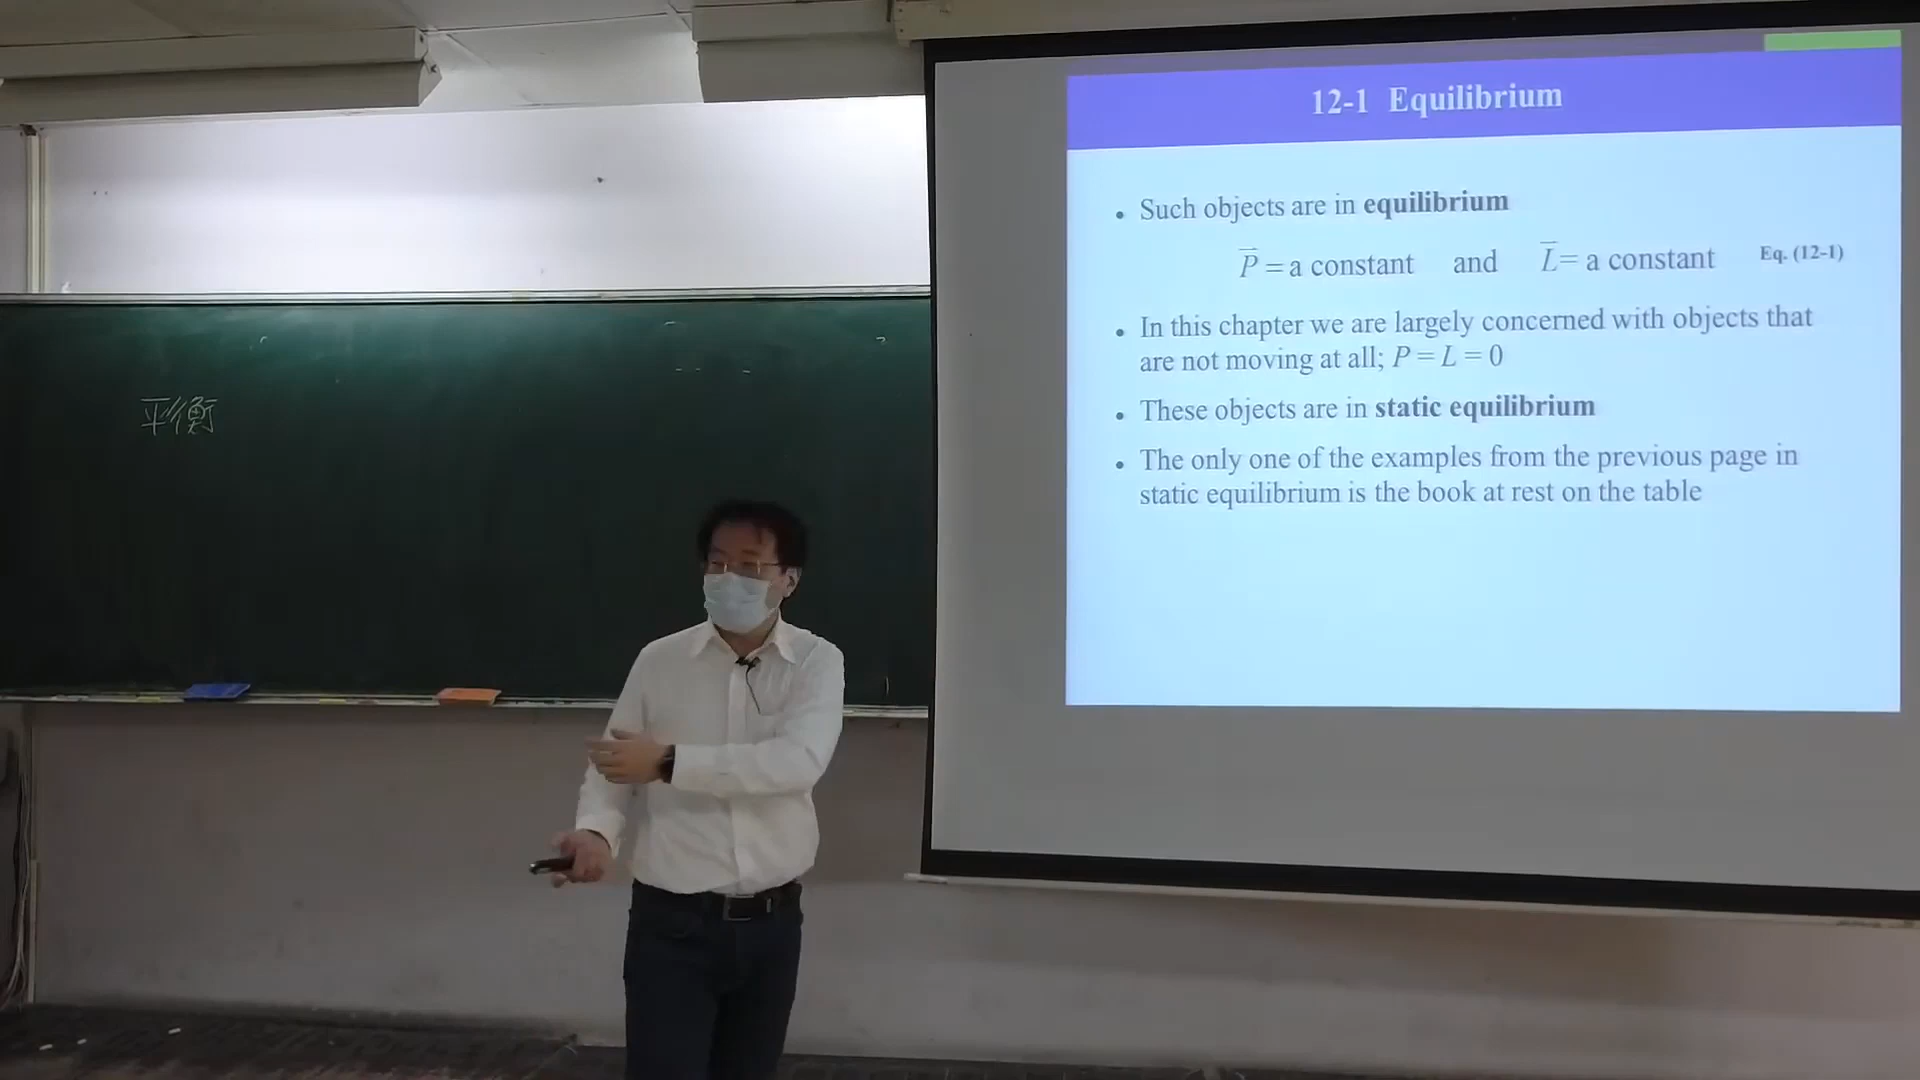 平衡
12-1 Equilibrium
• Such objects are in equilibrium
P = a constant and L = a constant Eq. (12-1)
• In this chapter we are largely concerned with objects that
are not moving at all; P = L = 0
• These objects are in static equilibrium
• The only one of the examples from the previous page in
static equilibrium is the book at rest on the table